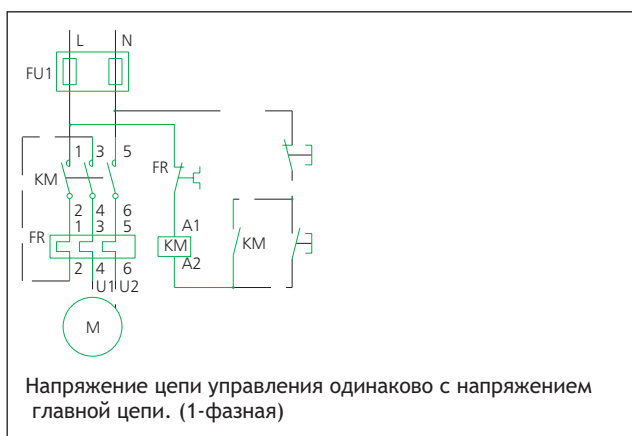 L N
FU1
1 3 5
KM
FR
2 4 6
FR
1 3 5
A1
KM
KM
A2
2 4 6
U1 U2
M
Напряжение цепи управления одинаково с напряжением
главной цепи. (1-фазная)